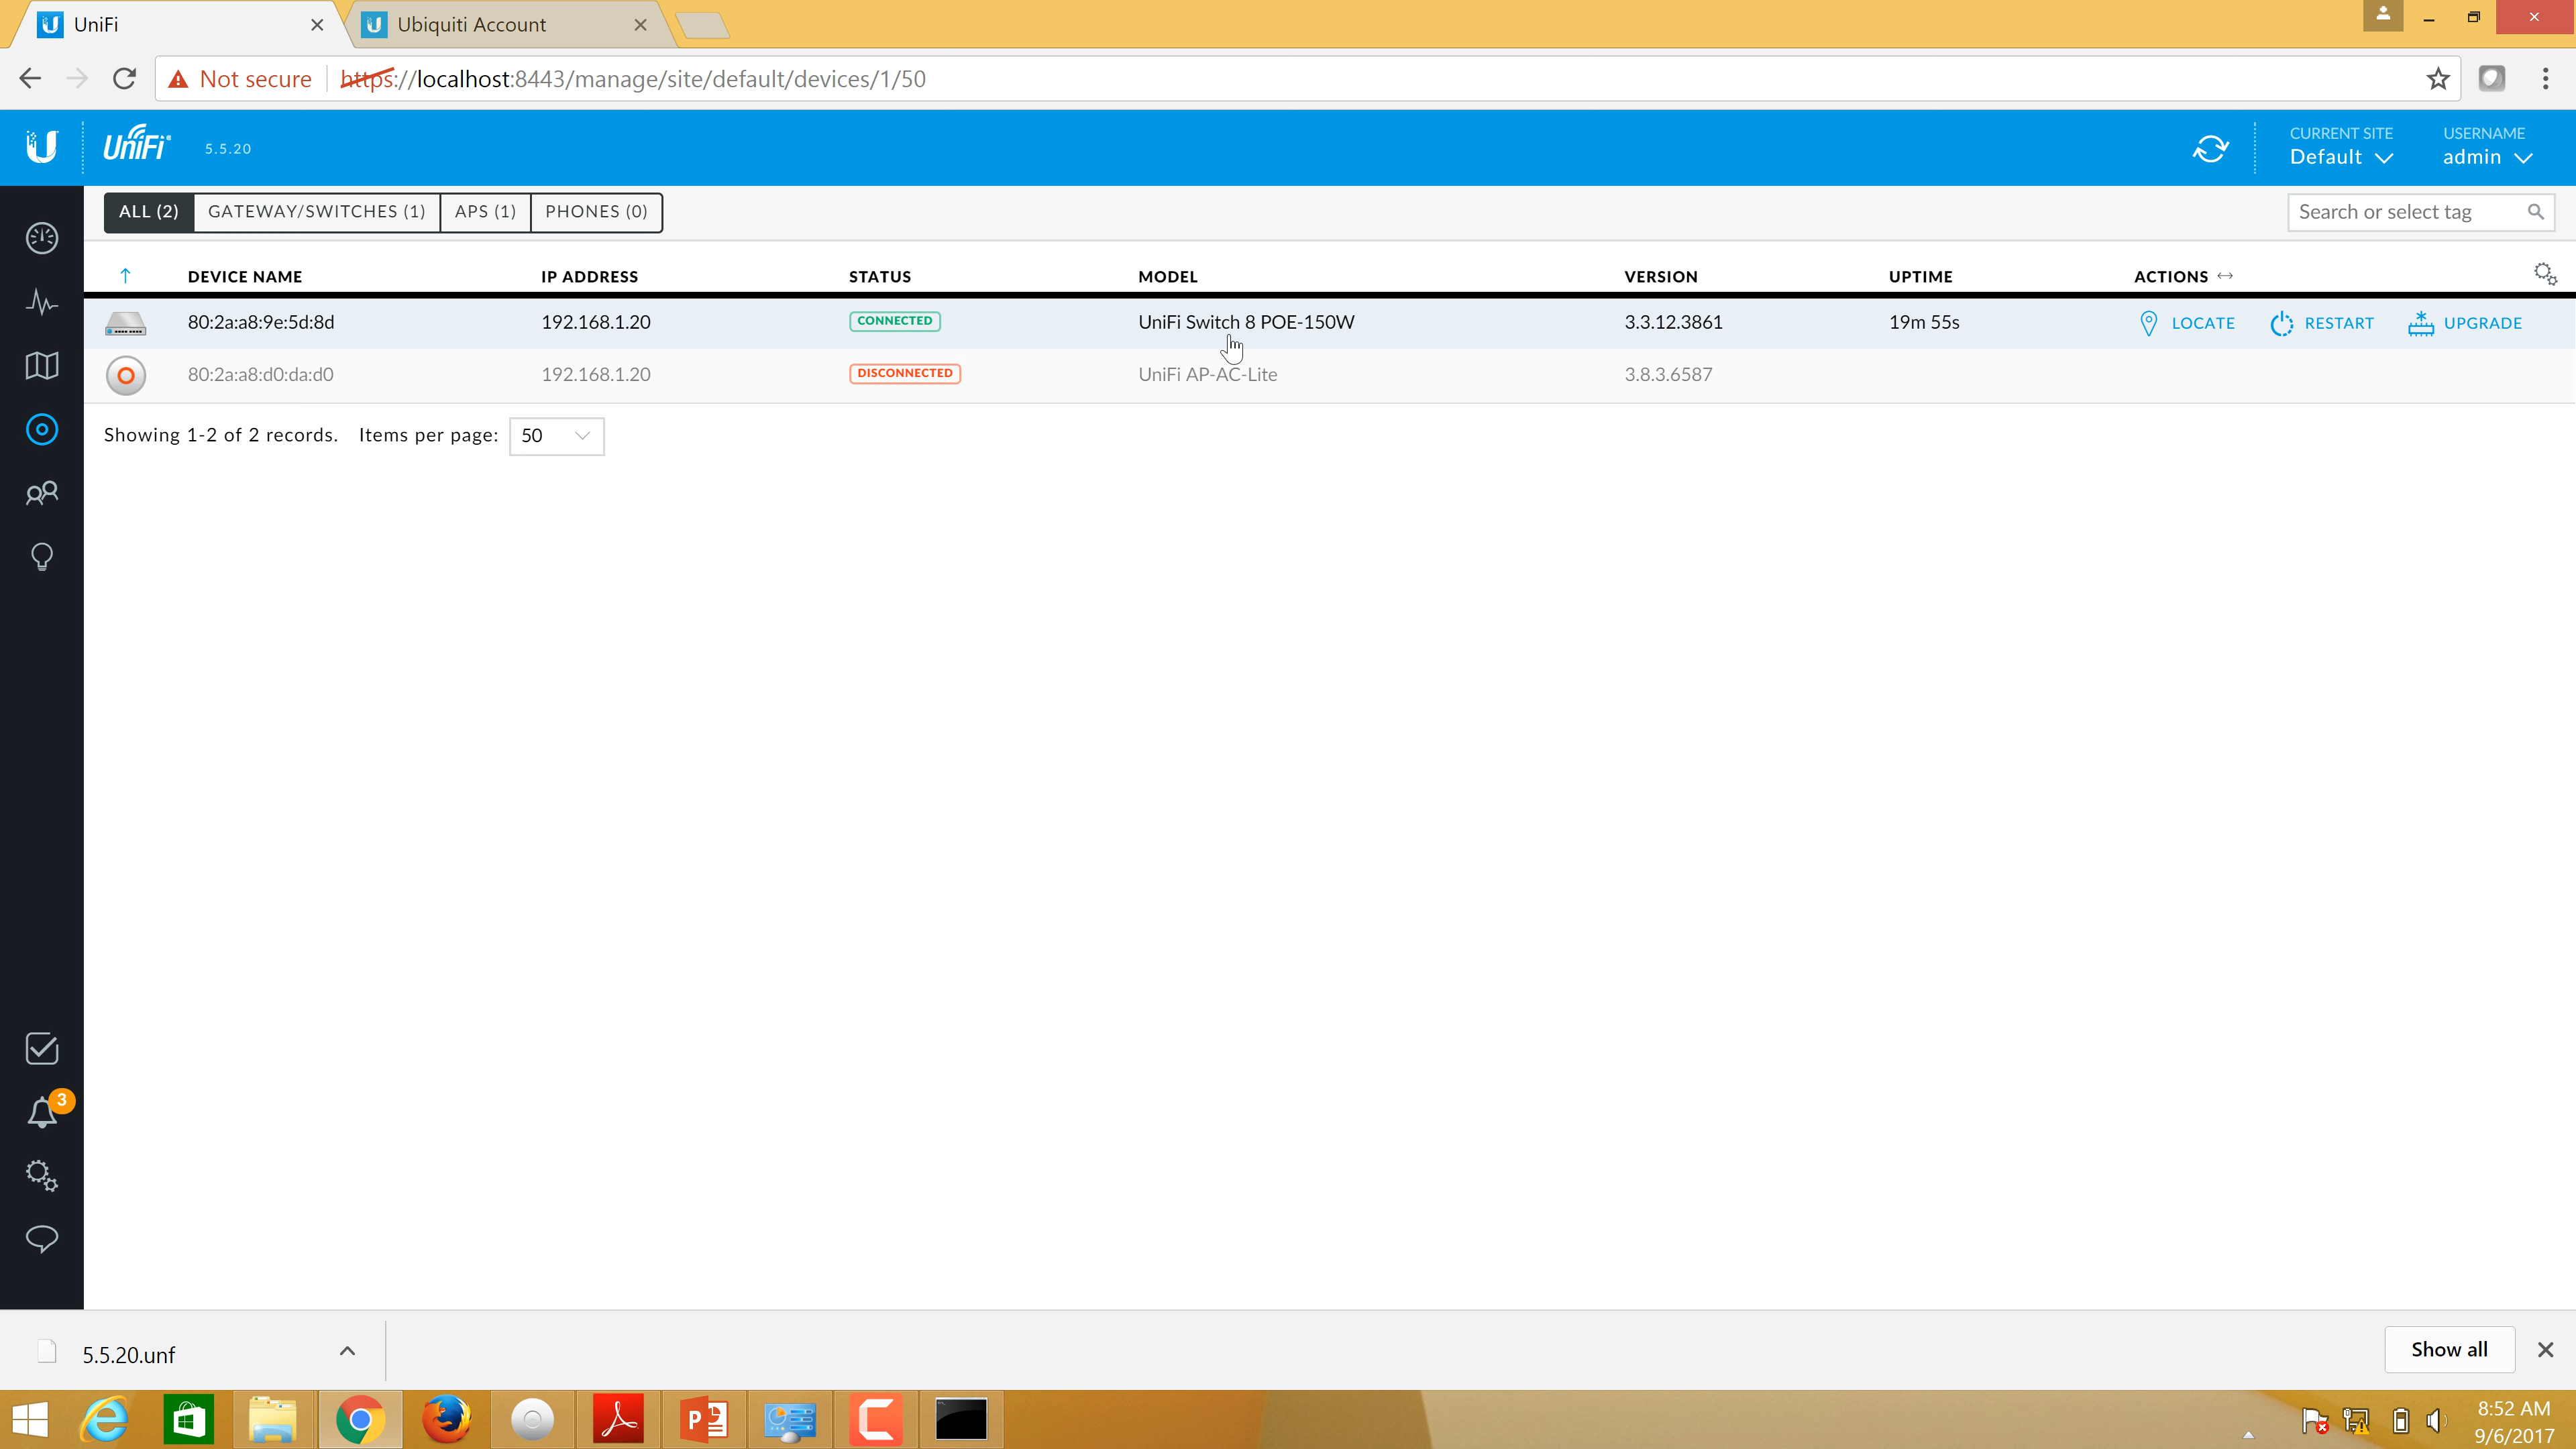 UniFi
Ubiquiti Account
Not secure https://localhost:8443/manage/site/default/devices/1/50
UniFi 5.5.20
CURRENT SITE USERNAME
Default admin
ALL (2) GATEWAY/SWITCHES (1) APS (1) PHONES (0) Search or select tag
DEVICE NAME IP ADDRESS STATUS MODEL VERSION UPTIME ACTIONS
80:2a:a8:9e:5d:8d 192.168.1.20 CONNECTED UniFi Switch 8 POE-150W 3.3.12.3861 19m 55s LOCATE RESTART UPGRADE
80:2a:a8:d0:da:d0 192.168.1.20 DISCONNECTED UniFi AP-AC-Lite 3.8.3.6587
Showing 1-2 of 2 records. Items per page: 50
3
5.5.20.unf Show all
8:52 AM
9/6/2017